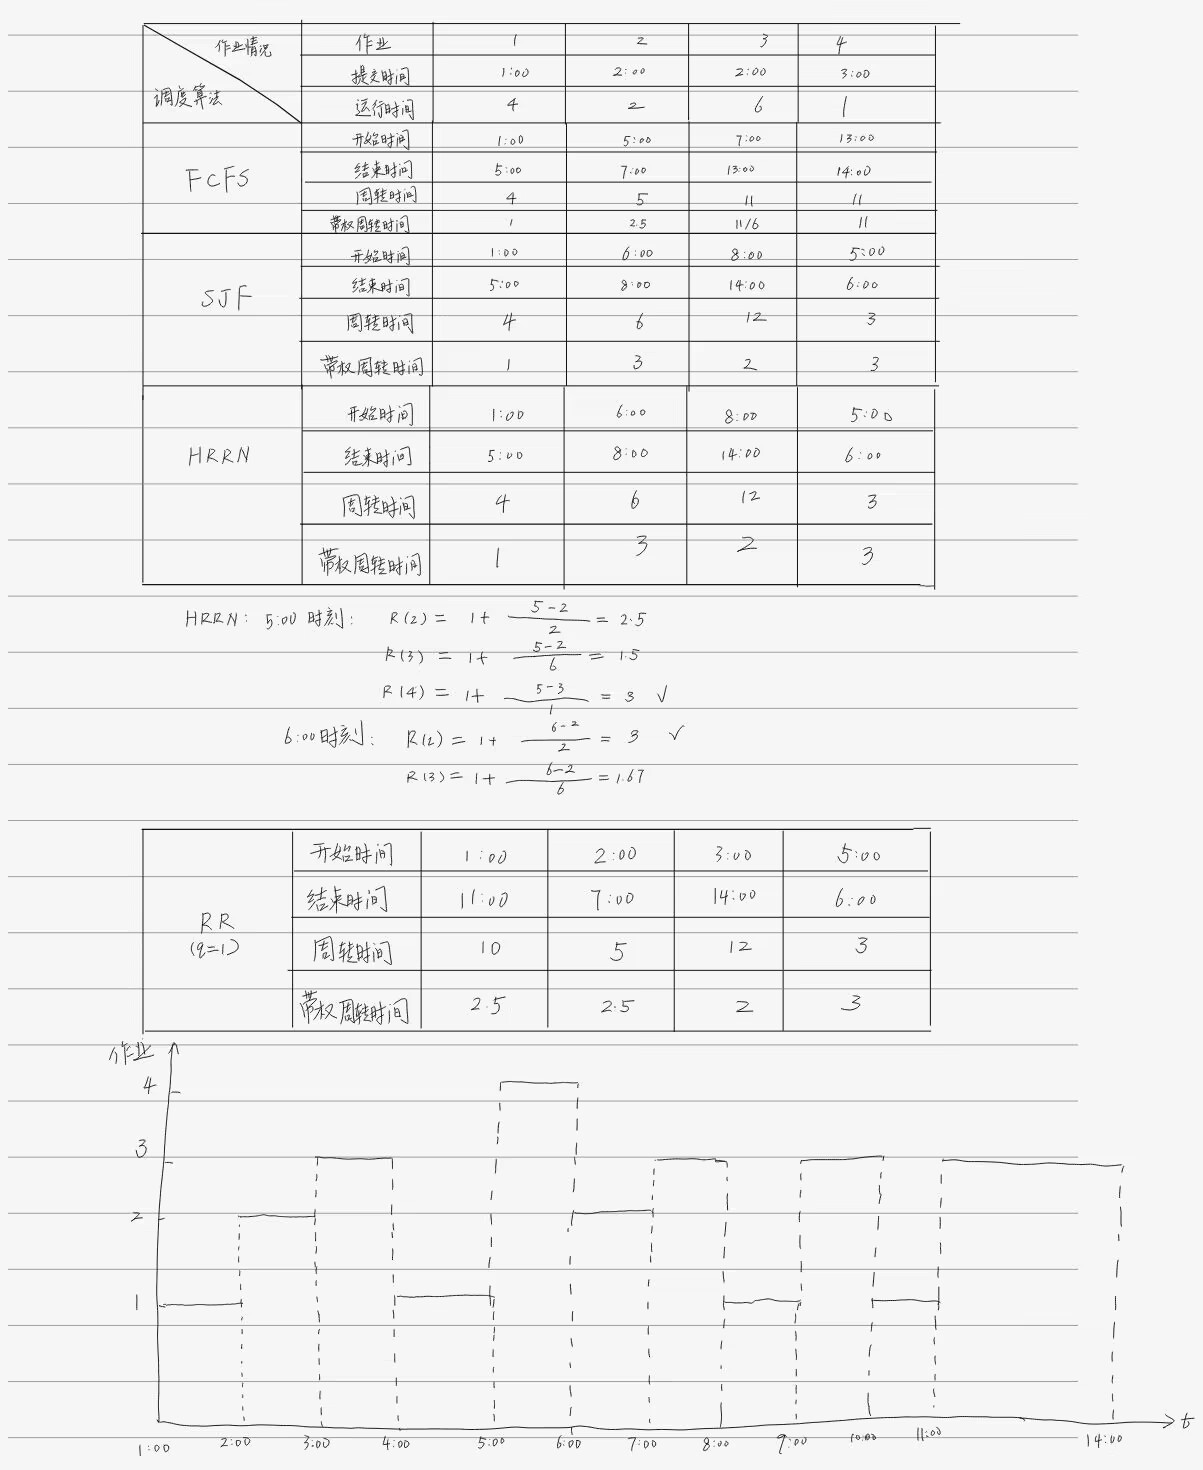 作业情况 作业 1 2 3 4
提交时间 1:00 2:00 2:00 3:00
调度算法 运行时间 4 2 6 1
开始时间 1:00 5:00 7:00 13:00
FCFS 结束时间 5:00 7:00 13:00 14:00
周转时间 4 5 11 11
带权周转时间 1 2.5 11/6 11
开始时间 1:00 6:00 8:00 5:00
SJF 结束时间 5:00 8:00 14:00 6:00
周转时间 4 6 12 3
带权周转时间 1 3 2 3
开始时间 1:00 6:00 8:00 5:00
HRRN 结束时间 5:00 8:00 14:00 6:00
周转时间 4 6 12 3
带权周转时间 1 3 2 3
HRRN: 5:00时刻: R(2) = 1+ (5-2)/2 = 2.5
R(3) = 1+ (5-2)/6 = 1.5
R(4) = 1+ (5-3)/1 = 3 √
6:00时刻: R(2) = 1+ (6-2)/2 = 3 √
R(3) = 1+ (6-2)/6 = 1.67
开始时间 1:00 2:00 3:00 5:00
RR 结束时间 11:00 7:00 14:00 6:00
(q=1) 周转时间 10 5 12 3
带权周转时间 2.5 2.5 2 3
作业
4
3
2
1
t
1:00 2:00 3:00 4:00 5:00 6:00 7:00 8:00 9:00 10:00 11:00 14:00